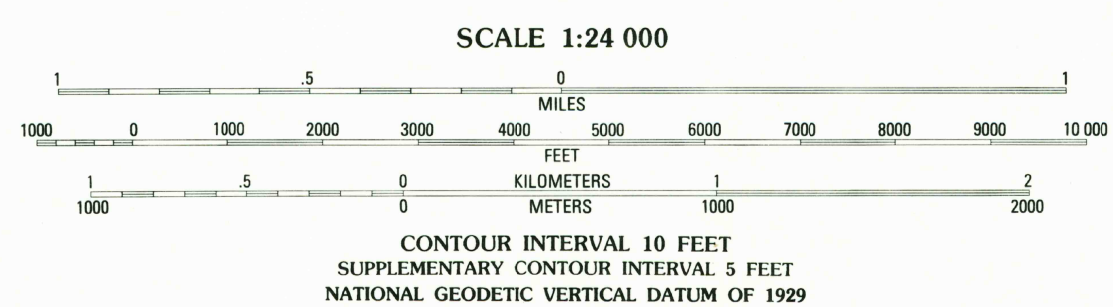 SCALE 1:24 000
1 .5 0 1
MILES
1000 0 1000 2000 3000 4000 5000 6000 7000 8000 9000 10 000
FEET
1 .5 0 KILOMETERS 1 2
1000 0 METERS 1000 2000
CONTOUR INTERVAL 10 FEET
SUPPLEMENTARY CONTOUR INTERVAL 5 FEET
NATIONAL GEODETIC VERTICAL DATUM OF 1929